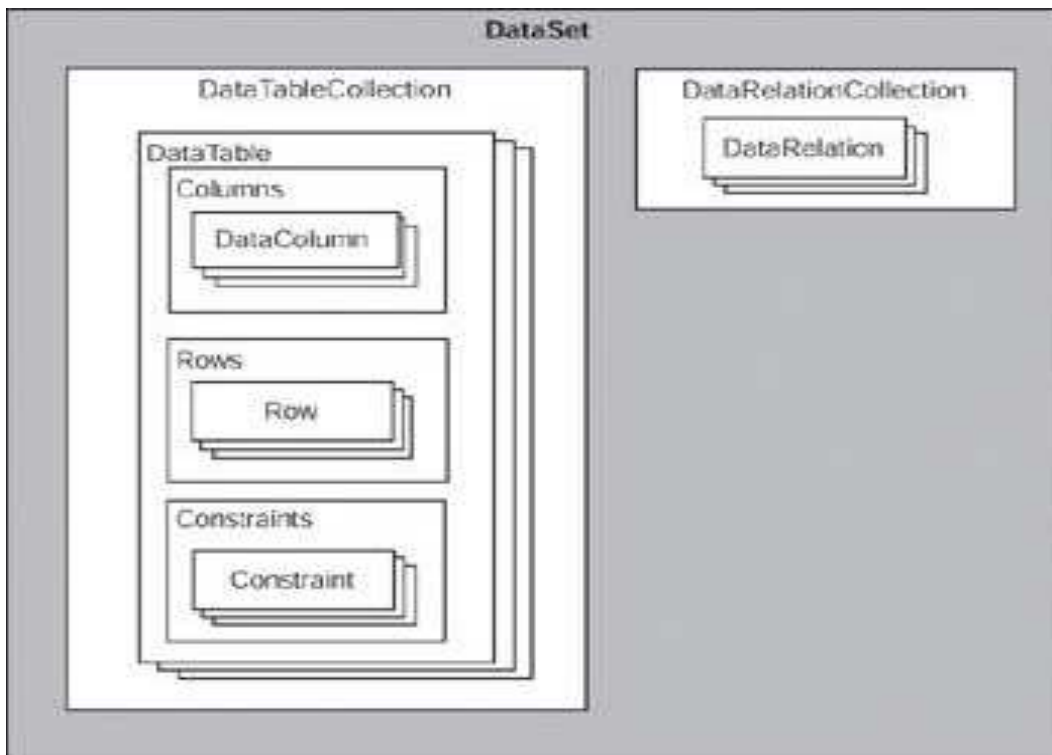 DataSet
DataTableCollection
DataTable
Columns
DataColumn
Rows
Row
Constraints
Constraint
DataRelationCollection
DataRelation